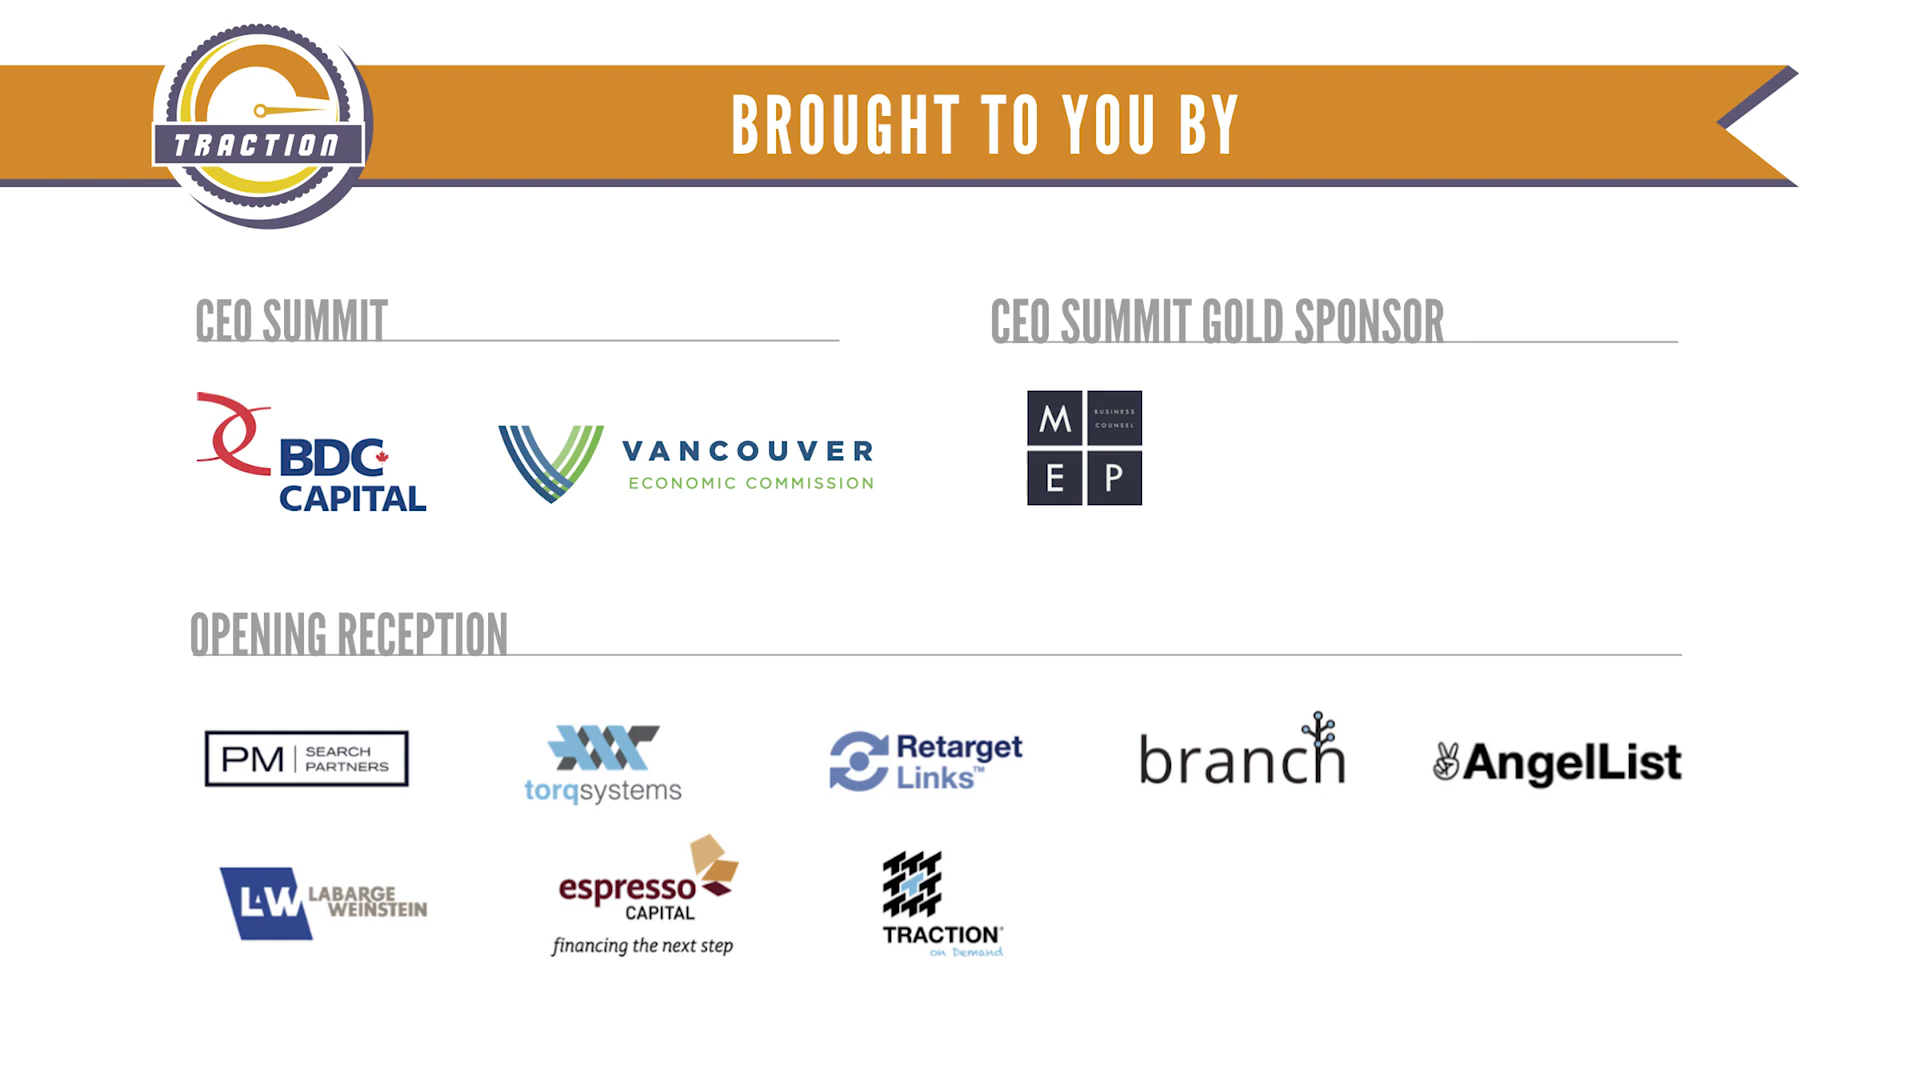 TRACTION
BROUGHT TO YOU BY
CEO SUMMIT
CEO SUMMIT GOLD SPONSOR
BDC
CAPITAL
VANCOUVER
ECONOMIC COMMISSION
M BUSINESS
COUNSEL
E P
OPENING RECEPTION
PM SEARCH
PARTNERS
torqsystems
Retarget
Links™
branch
AngelList
LAW LABARGE
WEINSTEIN
espresso
CAPITAL
financing the next step
TRACTION®
on Demand